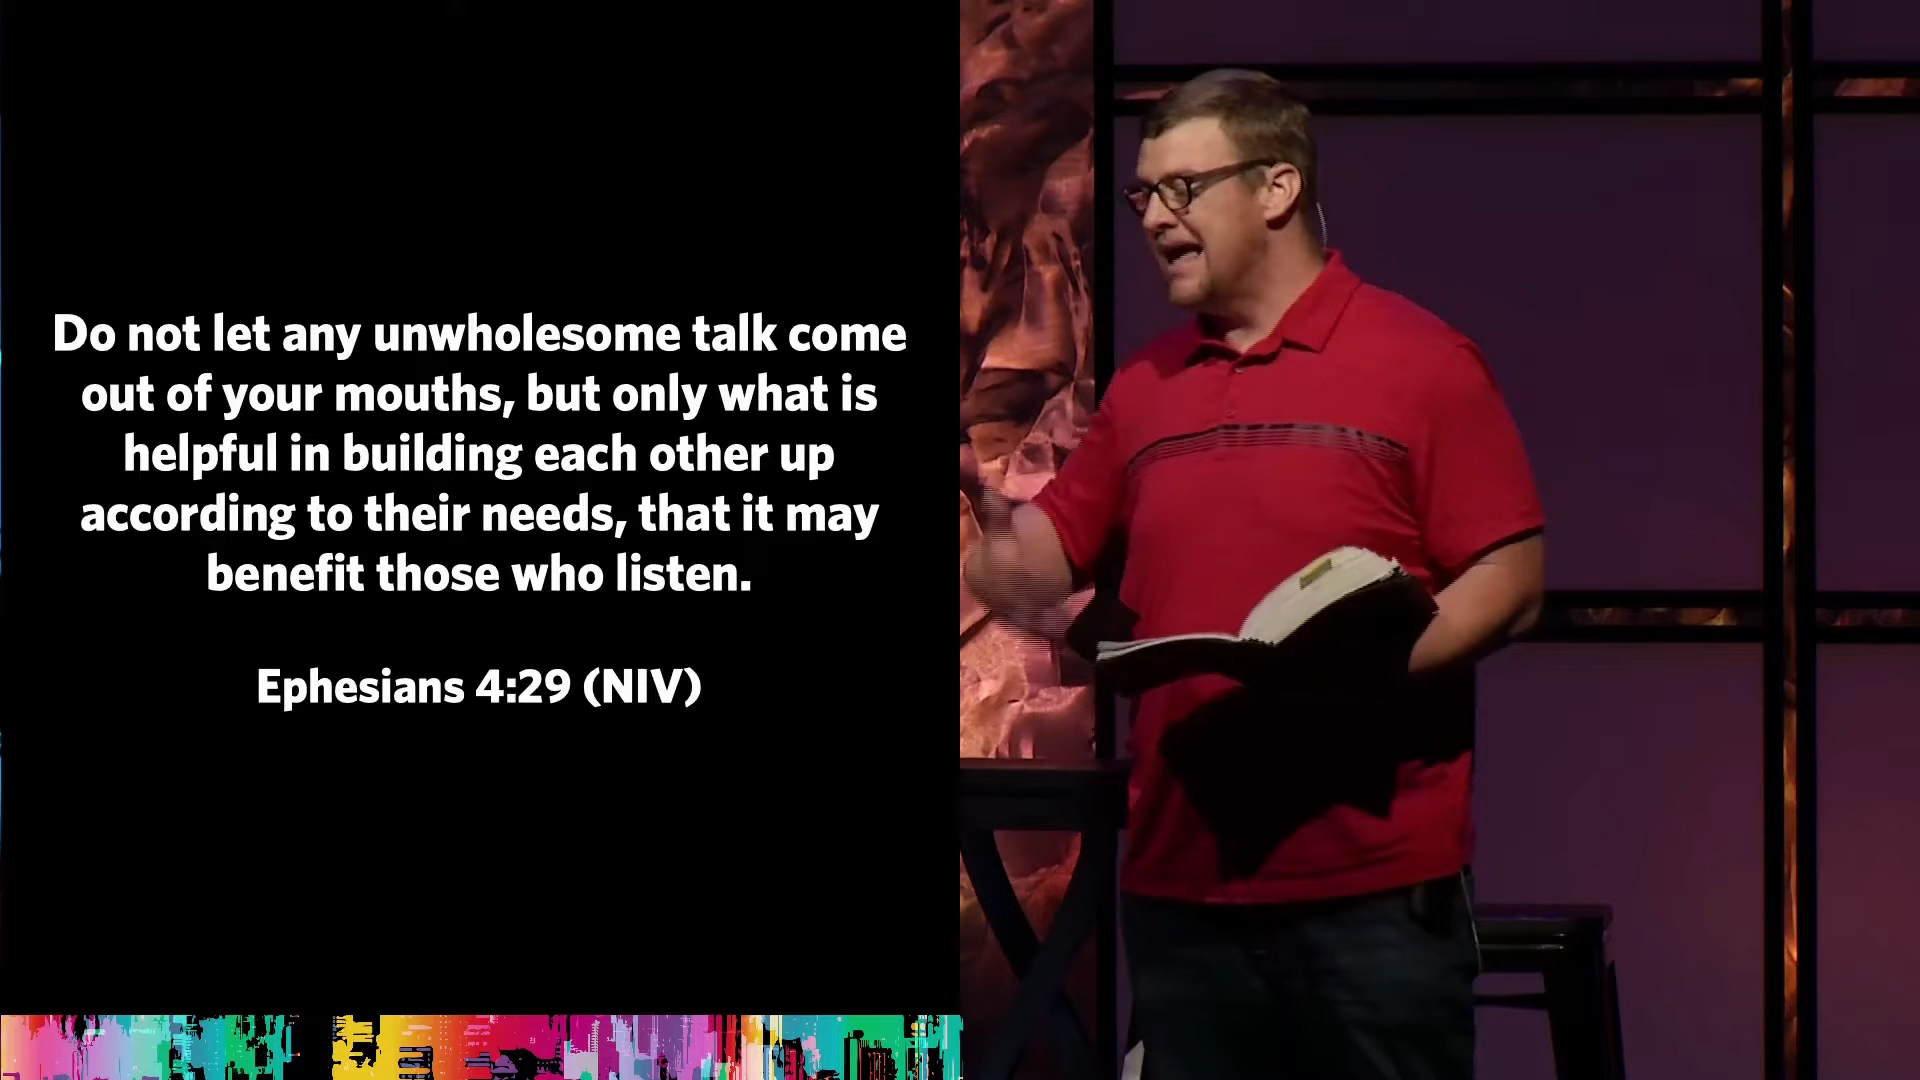 Do not let any unwholesome talk come
out of your mouths, but only what is
helpful in building each other up
according to their needs, that it may
benefit those who listen.
Ephesians 4:29 (NIV)